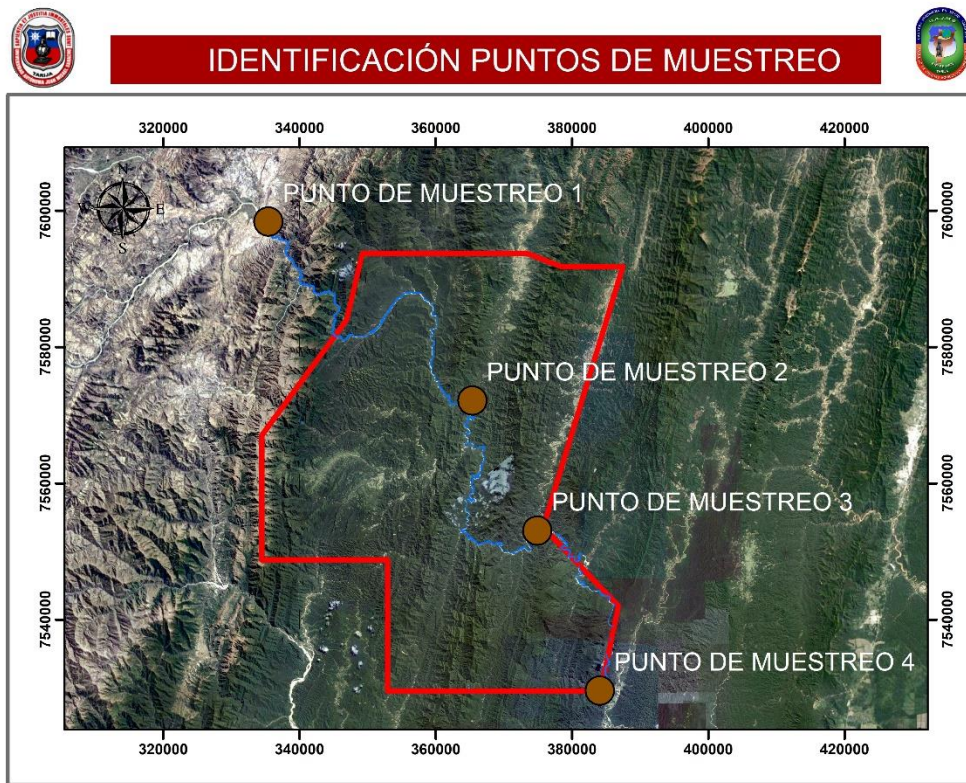 IDENTIFICACIÓN PUNTOS DE MUESTREO
320000 340000 360000 380000 400000 420000
7600000 7600000
N
E
S
PUNTO DE MUESTREO 1
7580000 7580000
PUNTO DE MUESTREO 2
7560000 7560000
PUNTO DE MUESTREO 3
7540000 7540000
PUNTO DE MUESTREO 4
320000 340000 360000 380000 400000 420000
TARIJA